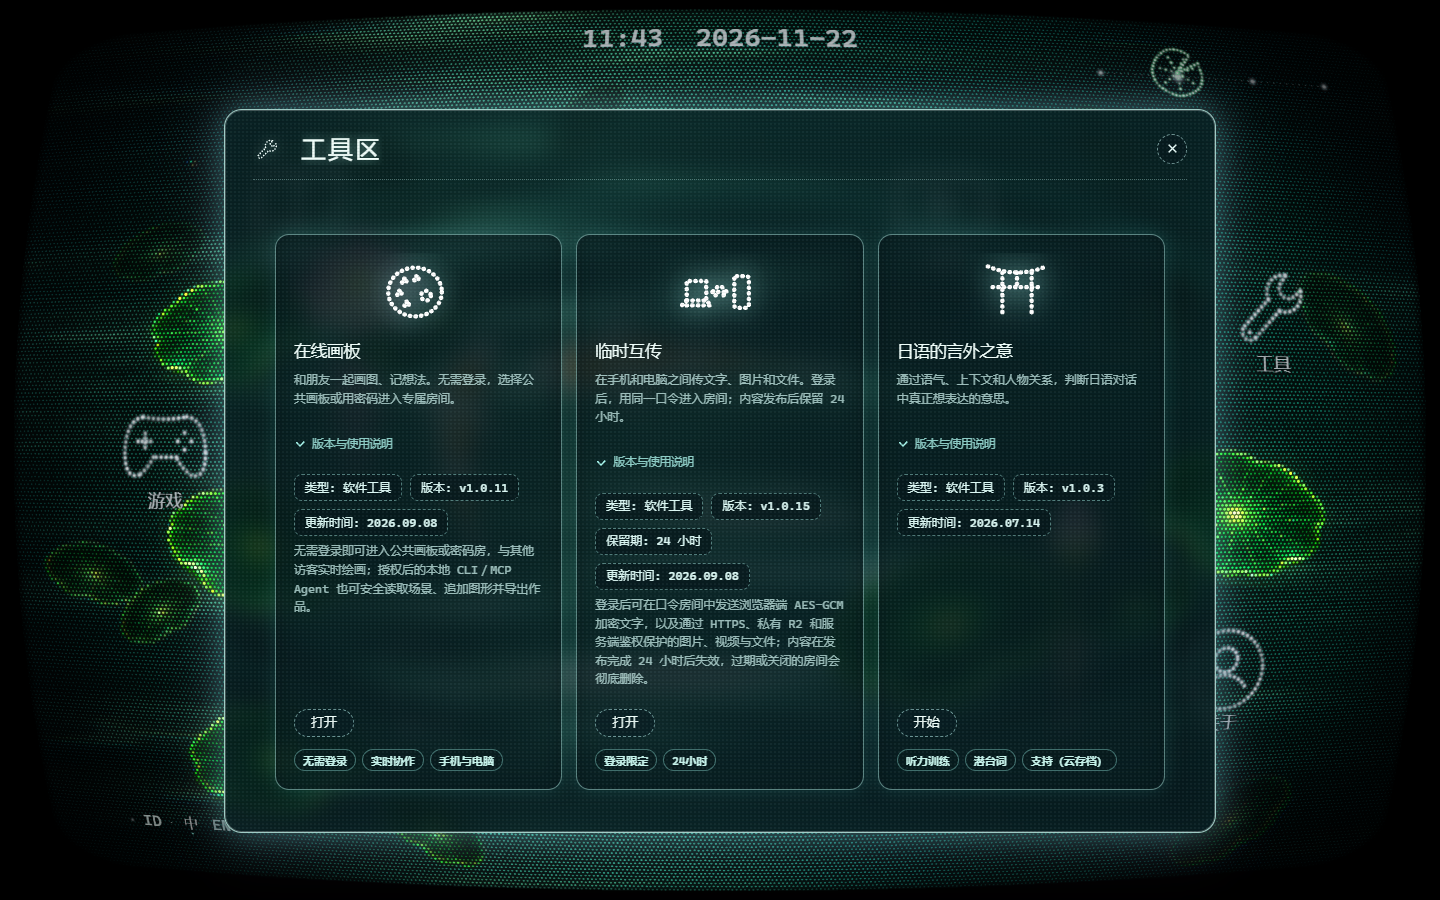 11:43 2026-11-22
工具区
在线画板
和朋友一起画图、记想法。无需登录，选择公
共画板或用密码进入专属房间。
版本与使用说明
类型: 软件工具
版本: v1.0.11
更新时间: 2026.09.08
无需登录即可进入公共画板或密码房，与其他
访客实时绘画；授权后的本地 CLI / MCP
Agent 也可安全读取场景、追加图形并导出作
品。
打开
无需登录
实时协作
手机与电脑
临时互传
在手机和电脑之间传文字、图片和文件。登录
后，用同一口令进入房间；内容发布后保留 24
小时。
版本与使用说明
类型: 软件工具
版本: v1.0.15
保留期: 24 小时
更新时间: 2026.09.08
登录后可在口令房间中发送浏览器端 AES-GCM
加密文字，以及通过 HTTPS、私有 R2 和服
务端鉴权保护的图片、视频与文件；内容在发
布完成 24 小时后失效，过期或关闭的房间会
彻底删除。
打开
登录限定
24小时
日语的言外之意
通过语气、上下文和人物关系，判断日语对话
中真正想表达的意思。
版本与使用说明
类型: 软件工具
版本: v1.0.3
更新时间: 2026.07.14
开始
听力训练
潜台词
支持（云存档）
游戏
工具
于
· ID · 中 EN